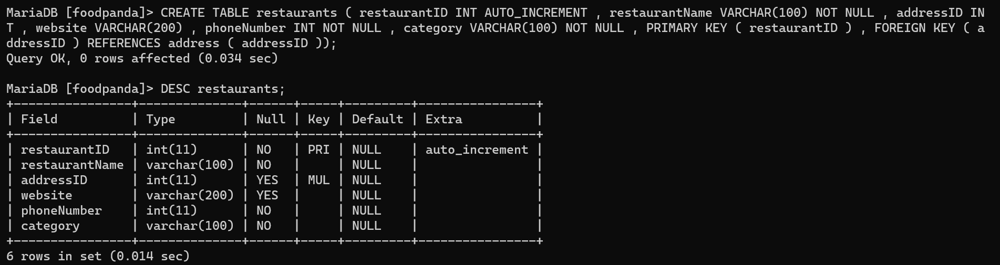 MariaDB [foodpanda]> CREATE TABLE restaurants ( restaurantID INT AUTO_INCREMENT , restaurantName VARCHAR(100) NOT NULL , addressID IN
T , website VARCHAR(200) , phoneNumber INT NOT NULL , category VARCHAR(100) NOT NULL , PRIMARY KEY ( restaurantID ) , FOREIGN KEY ( a
ddressID ) REFERENCES address ( addressID ));
Query OK, 0 rows affected (0.034 sec)

MariaDB [foodpanda]> DESC restaurants;
+----------------+--------------+------+-----+---------+----------------+
| Field          | Type         | Null | Key | Default | Extra          |
+----------------+--------------+------+-----+---------+----------------+
| restaurantID   | int(11)      | NO   | PRI | NULL    | auto_increment |
| restaurantName | varchar(100) | NO   |     | NULL    |                |
| addressID      | int(11)      | YES  | MUL | NULL    |                |
| website        | varchar(200) | YES  |     | NULL    |                |
| phoneNumber    | int(11)      | NO   |     | NULL    |                |
| category       | varchar(100) | NO   |     | NULL    |                |
+----------------+--------------+------+-----+---------+----------------+
6 rows in set (0.014 sec)